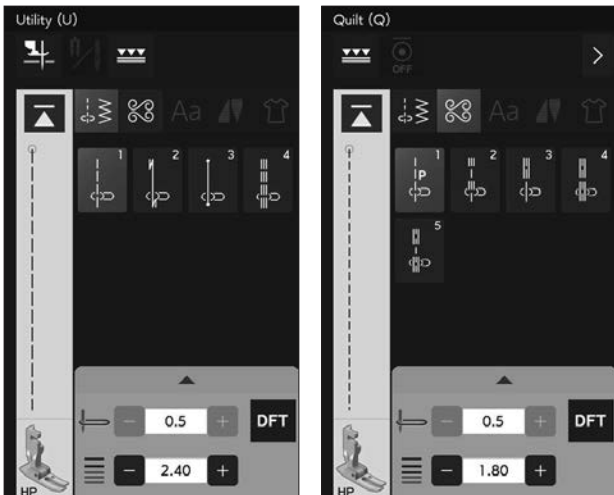 Utility (U)
Aa
1 2 3 4
0.5 DFT
2.40
HP
Quilt (Q)
OFF
Aa
1 2 3 4
P
5
0.5 DFT
1.80
HP